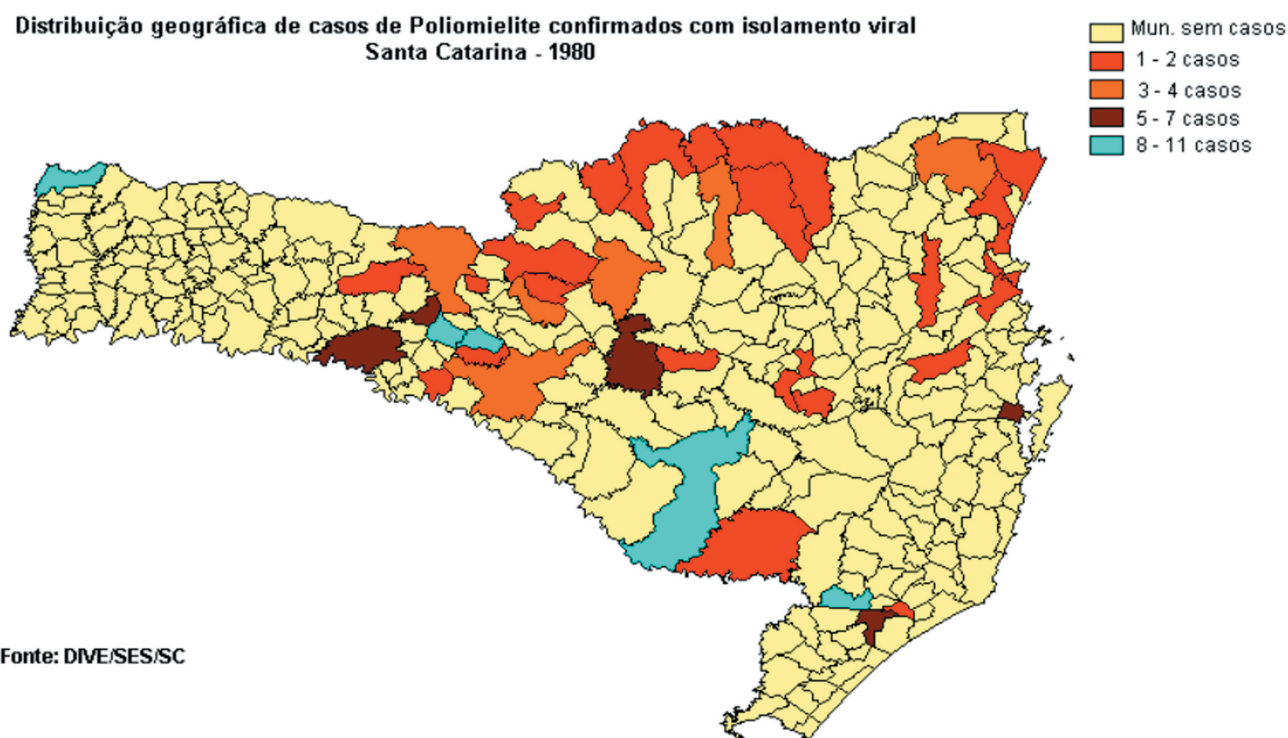 Distribuição geográfica de casos de Poliomielite confirmados com isolamento viral
Santa Catarina - 1980
Mun. sem casos
1 - 2 casos
3 - 4 casos
5 - 7 casos
8 - 11 casos
Fonte: DIVE/SES/SC